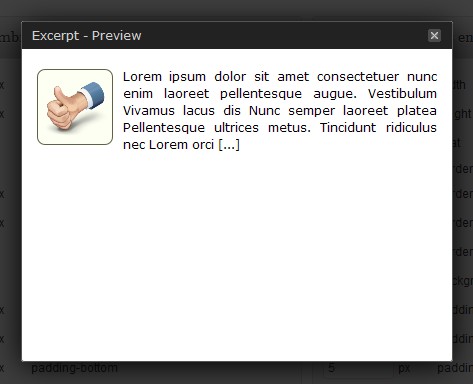 Excerpt - Preview
Lorem ipsum dolor sit amet consectetuer nunc
enim laoreet pellentesque augue. Vestibulum
Vivamus lacus dis Nunc semper laoreet platea
Pellentesque ultrices metus. Tincidunt ridiculus
nec Lorem orci [...]
padding-bottom 5 px